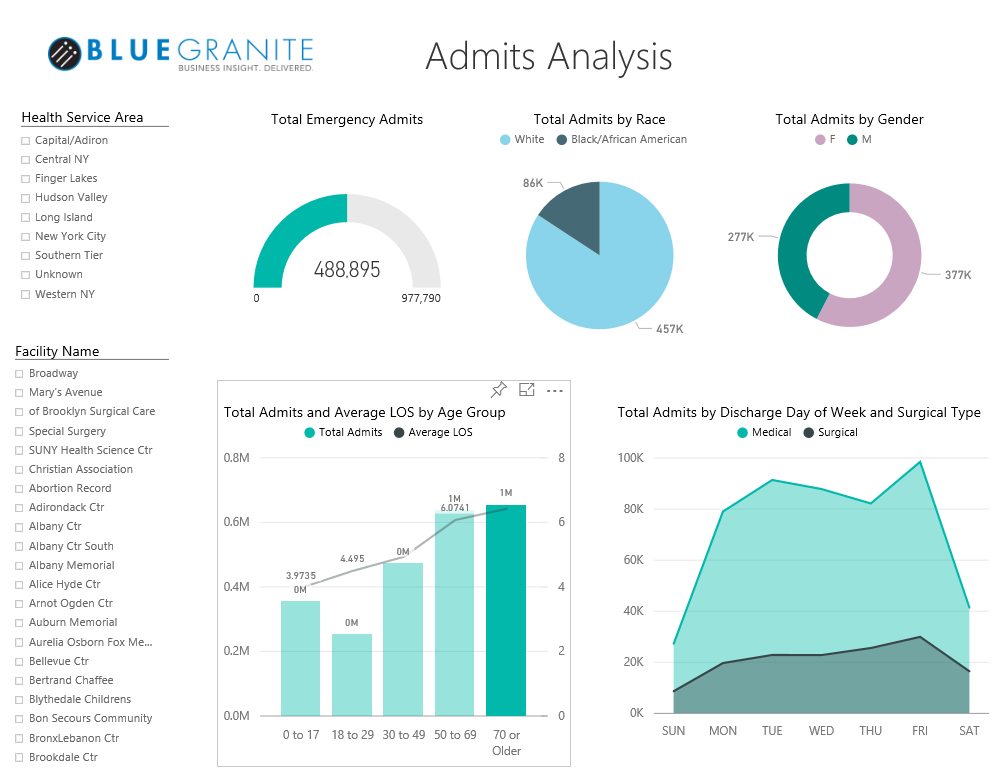 BLUEGRANITE
BUSINESS INSIGHT. DELIVERED.
Admits Analysis
Health Service Area
Capital/Adiron
Central NY
Finger Lakes
Hudson Valley
Long Island
New York City
Southern Tier
Unknown
Western NY
Total Emergency Admits
488,895
0
977,790
Total Admits by Race
White
Black/African American
86K
457K
Total Admits by Gender
F
M
277K
377K
Facility Name
Broadway
Mary's Avenue
of Brooklyn Surgical Care
Special Surgery
SUNY Health Science Ctr
Christian Association
Abortion Record
Adirondack Ctr
Albany Ctr
Albany Ctr South
Albany Memorial
Alice Hyde Ctr
Arnot Ogden Ctr
Auburn Memorial
Aurelia Osborn Fox Me...
Bellevue Ctr
Bertrand Chaffee
Blythedale Childrens
Bon Secours Community
BronxLebanon Ctr
Brookdale Ctr
Total Admits and Average LOS by Age Group
Total Admits
Average LOS
0.8M
0.6M
0.4M
0.2M
0.0M
3.9735
0M
4.495
0M
0M
1M
6.0741
1M
8
6
4
2
0
0 to 17
18 to 29
30 to 49
50 to 69
70 or
Older
Total Admits by Discharge Day of Week and Surgical Type
Medical
Surgical
100K
80K
60K
40K
20K
0K
SUN
MON
TUE
WED
THU
FRI
SAT